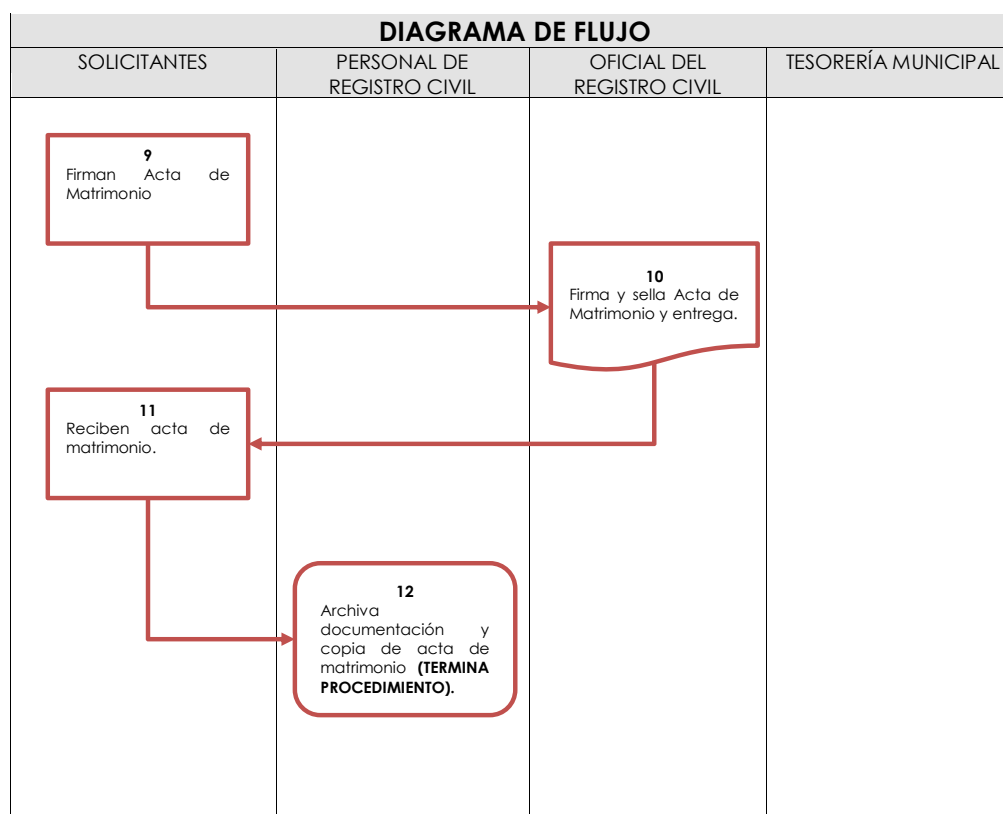 DIAGRAMA DE FLUJO
SOLICITANTES
PERSONAL DE
REGISTRO CIVIL
OFICIAL DEL
REGISTRO CIVIL
TESORERÍA MUNICIPAL
9
Firman Acta de
Matrimonio
10
Firma y sella Acta de
Matrimonio y entrega.
11
Reciben acta de
matrimonio.
12
Archiva
documentación y
copia de acta de
matrimonio (TERMINA
PROCEDIMIENTO).